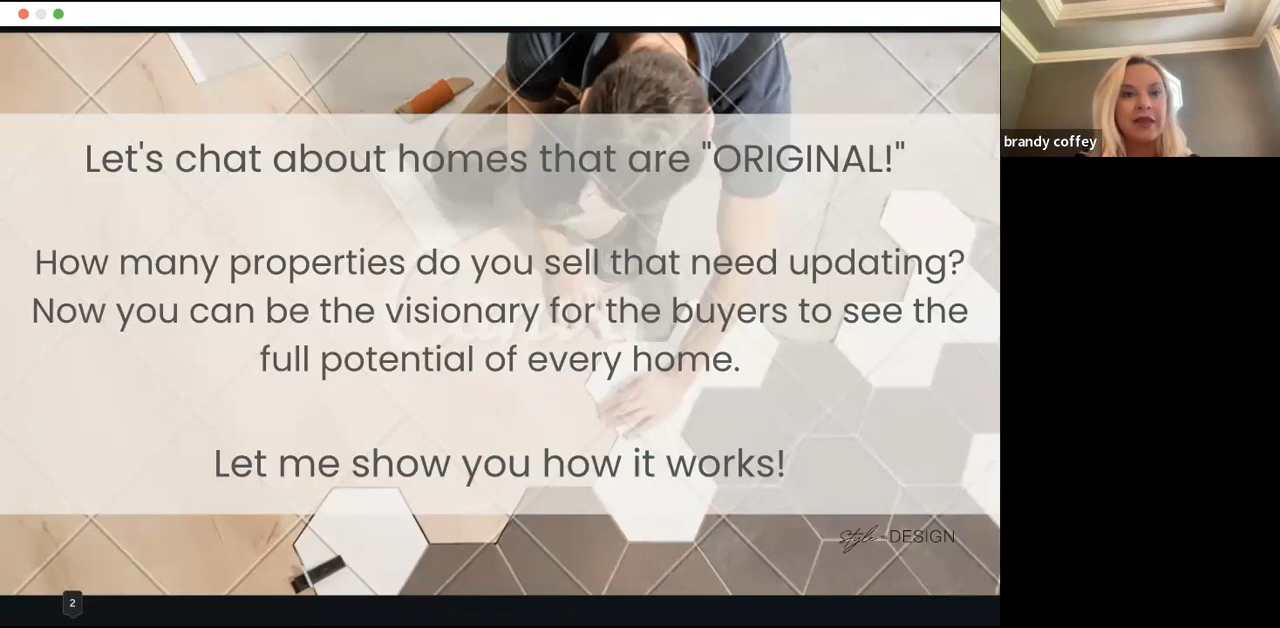 Let's chat about homes that are "ORIGINAL!"
How many properties do you sell that need updating?
Now you can be the visionary for the buyers to see the
full potential of every home.
Let me show you how it works!
Style DESIGN
2
brandy coffey